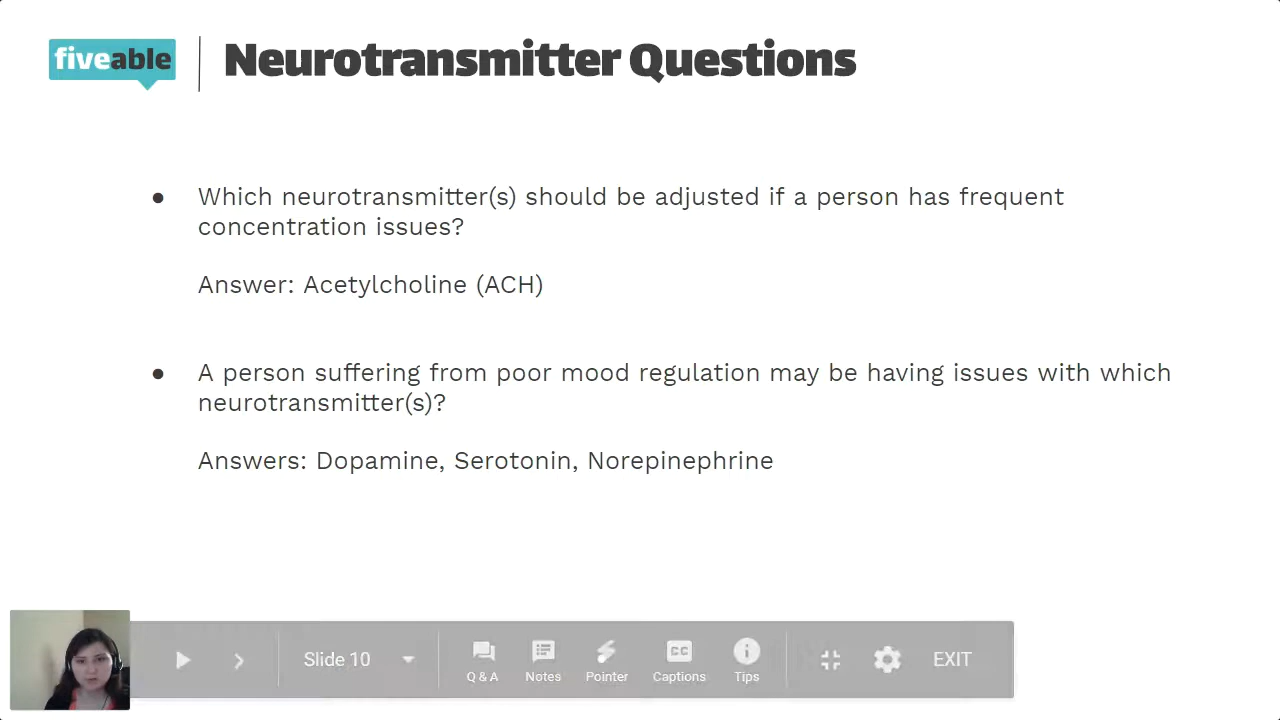 fiveable
Neurotransmitter Questions
● Which neurotransmitter(s) should be adjusted if a person has frequent
concentration issues?
Answer: Acetylcholine (ACH)
● A person suffering from poor mood regulation may be having issues with which
neurotransmitter(s)?
Answers: Dopamine, Serotonin, Norepinephrine
Slide 10
Q & A
Notes
Pointer
CC
Captions
Tips
EXIT